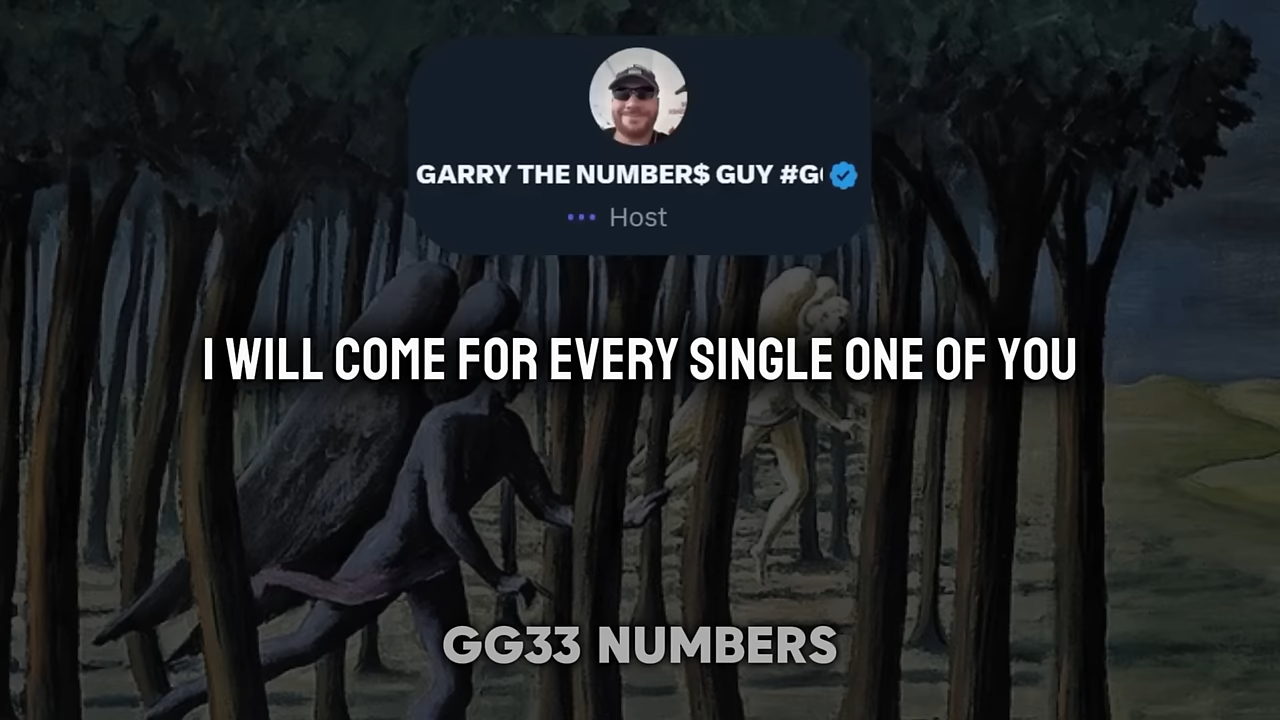 GARRY THE NUMBER$ GUY #G
Host
I WILL COME FOR EVERY SINGLE ONE OF YOU
GG33 NUMBERS